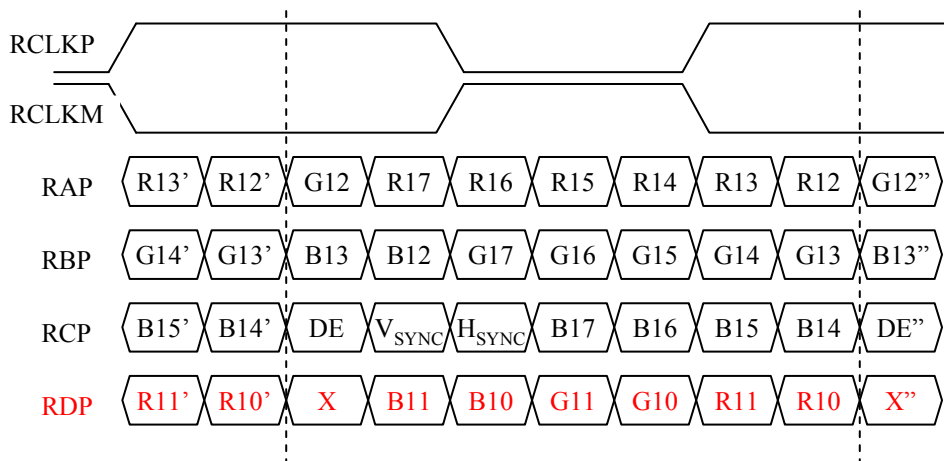 RCLKP
RCLKM
RAP R13’ R12’ G12 R17 R16 R15 R14 R13 R12 G12”
RBP G14’ G13’ B13 B12 G17 G16 G15 G14 G13 B13”
RCP B15’ B14’ DE VSYNC HSYNC B17 B16 B15 B14 DE”
RDP R11’ R10’ X B11 B10 G11 G10 R11 R10 X”